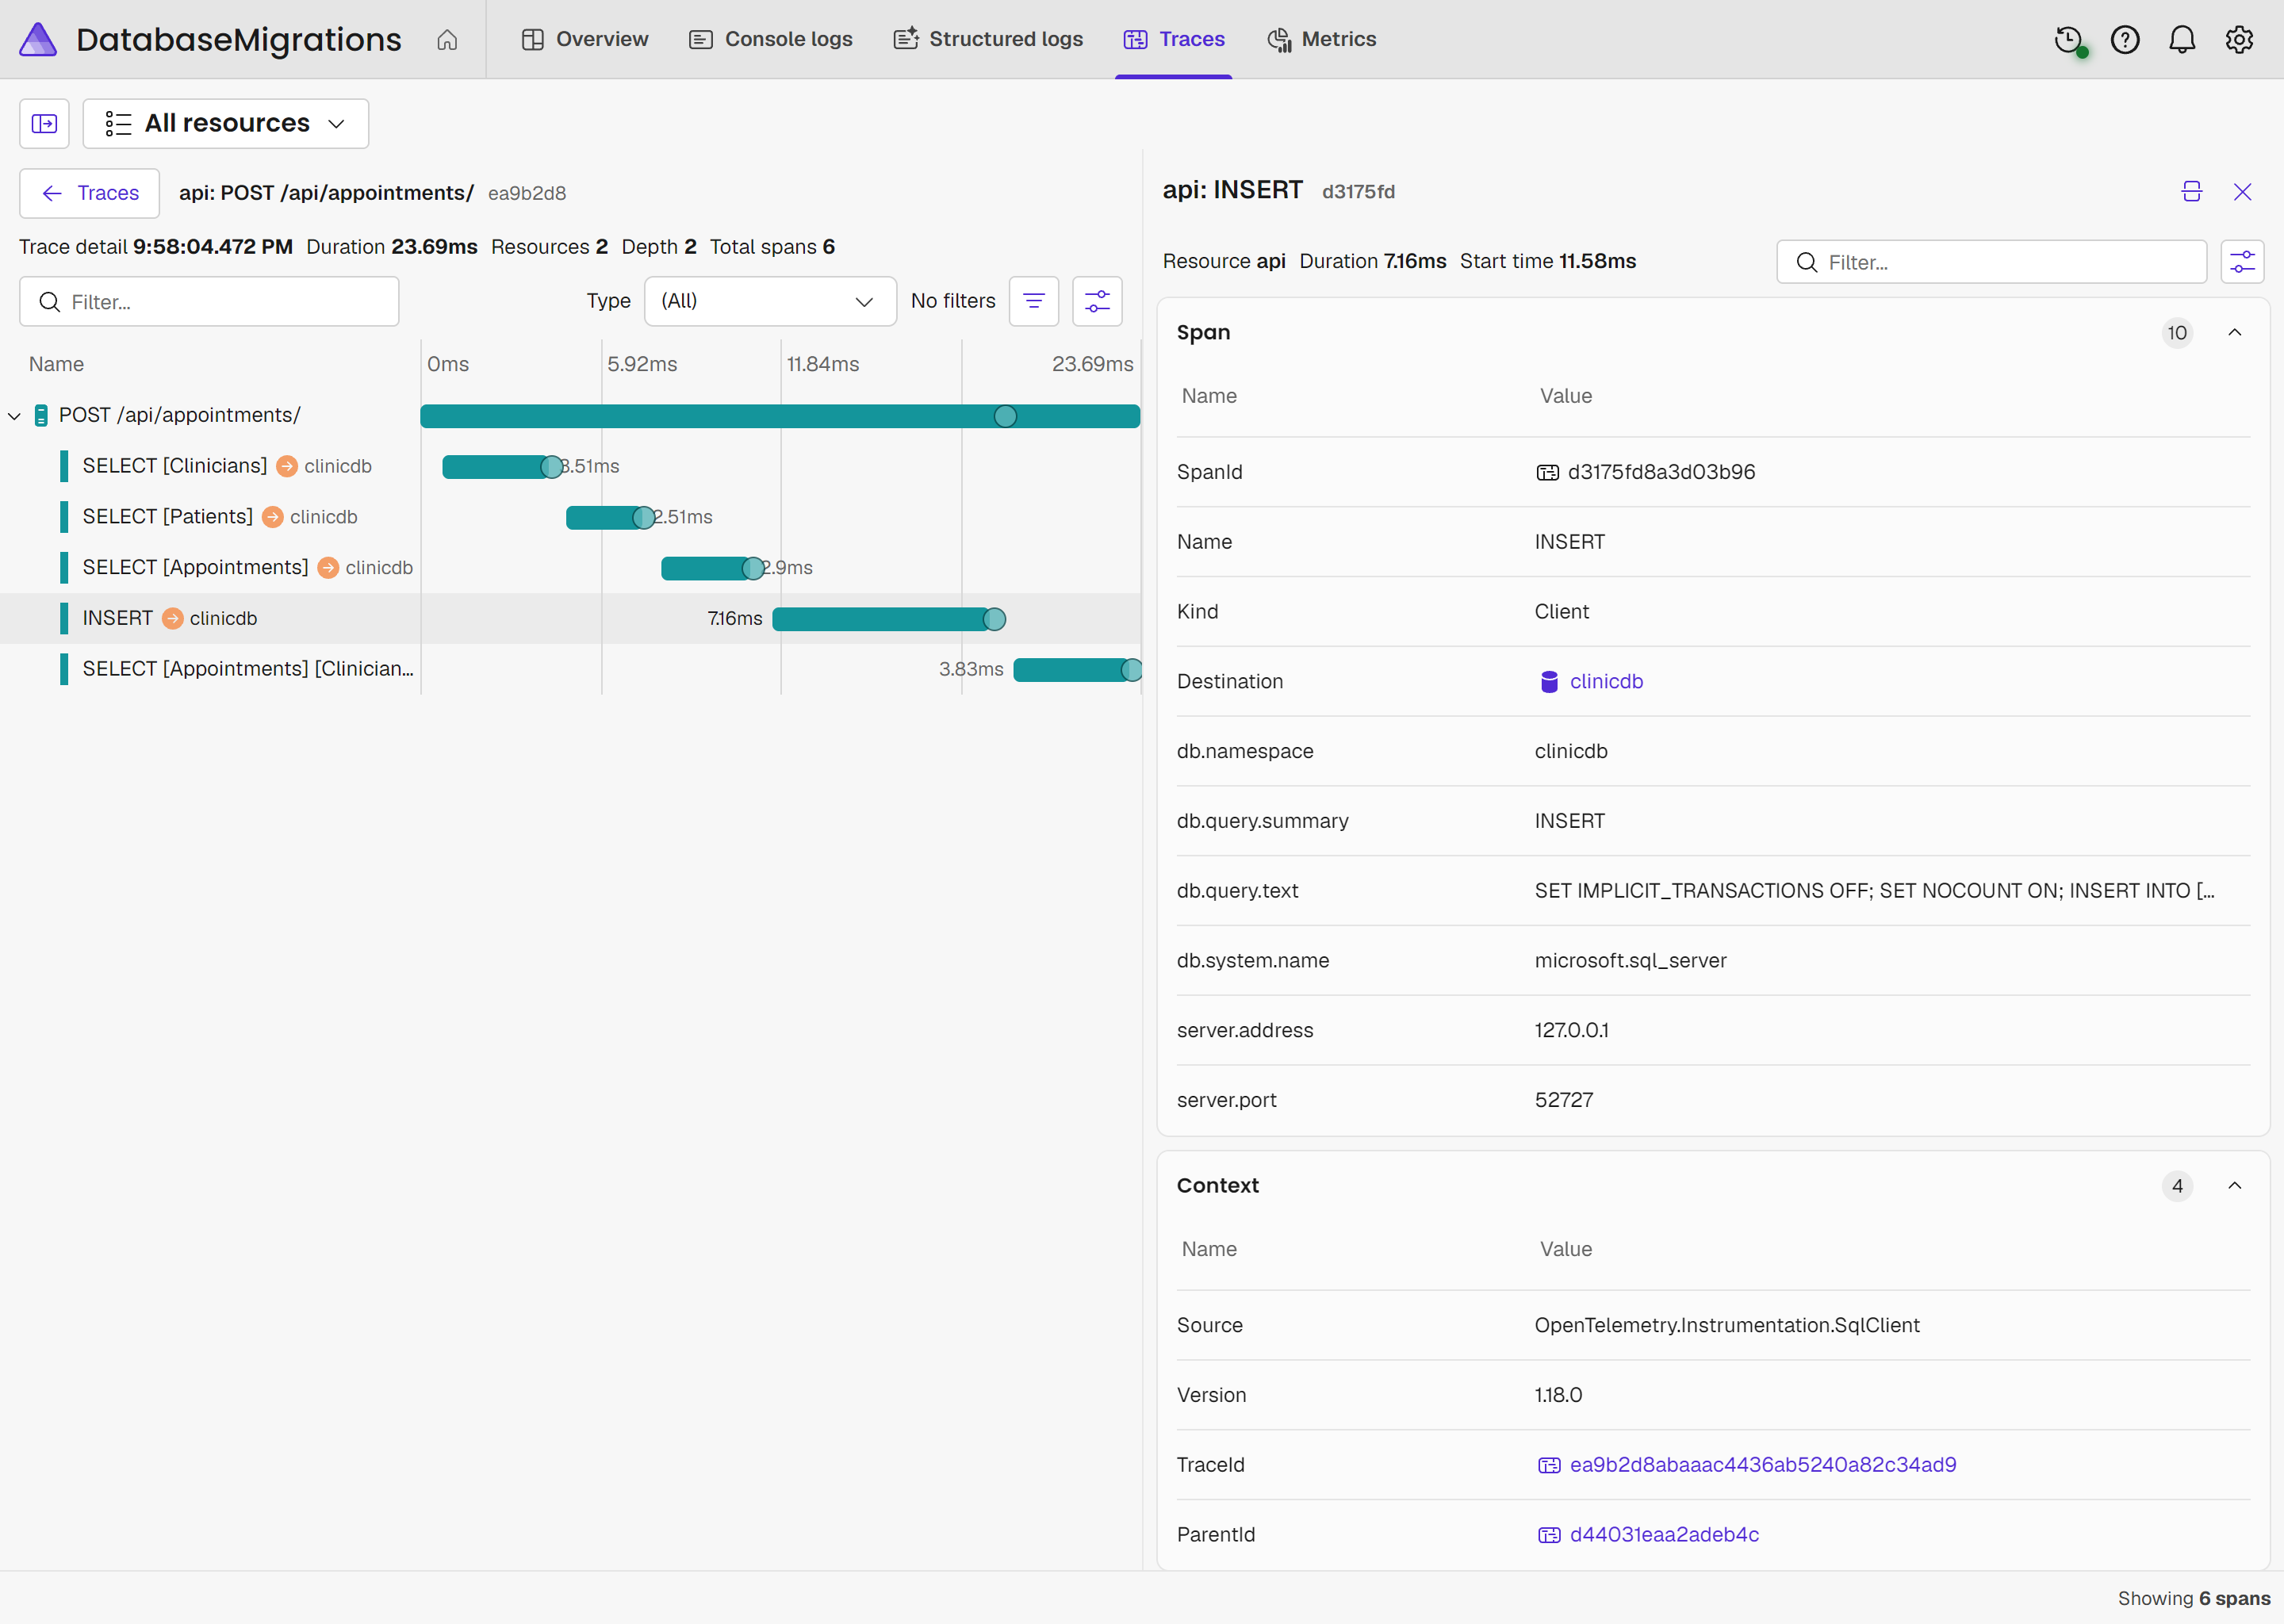 DatabaseMigrations
Overview
Console logs
Structured logs
Traces
Metrics
All resources
Traces
api: POST /api/appointments/ ea9b2d8
Trace detail 9:58:04.472 PM Duration 23.69ms Resources 2 Depth 2 Total spans 6
Filter...
Type
(All)
No filters
Name
0ms
5.92ms
11.84ms
23.69ms
POST /api/appointments/
SELECT [Clinicians] clinicdb
3.51ms
SELECT [Patients] clinicdb
2.51ms
SELECT [Appointments] clinicdb
2.9ms
INSERT clinicdb
7.16ms
SELECT [Appointments] [Clinician...
3.83ms
api: INSERT d3175fd
Resource api Duration 7.16ms Start time 11.58ms
Filter...
Span
10
Name Value
SpanId d3175fd8a3d03b96
Name INSERT
Kind Client
Destination clinicdb
db.namespace clinicdb
db.query.summary INSERT
db.query.text SET IMPLICIT_TRANSACTIONS OFF; SET NOCOUNT ON; INSERT INTO [...
db.system.name microsoft.sql_server
server.address 127.0.0.1
server.port 52727
Context
4
Name Value
Source OpenTelemetry.Instrumentation.SqlClient
Version 1.18.0
TraceId ea9b2d8abaaac4436ab5240a82c34ad9
ParentId d44031eaa2adeb4c
Showing 6 spans